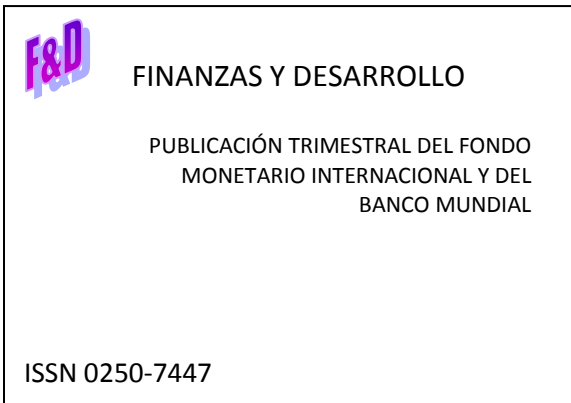 F&D
FINANZAS Y DESARROLLO
PUBLICACIÓN TRIMESTRAL DEL FONDO
MONETARIO INTERNACIONAL Y DEL
BANCO MUNDIAL
ISSN 0250-7447